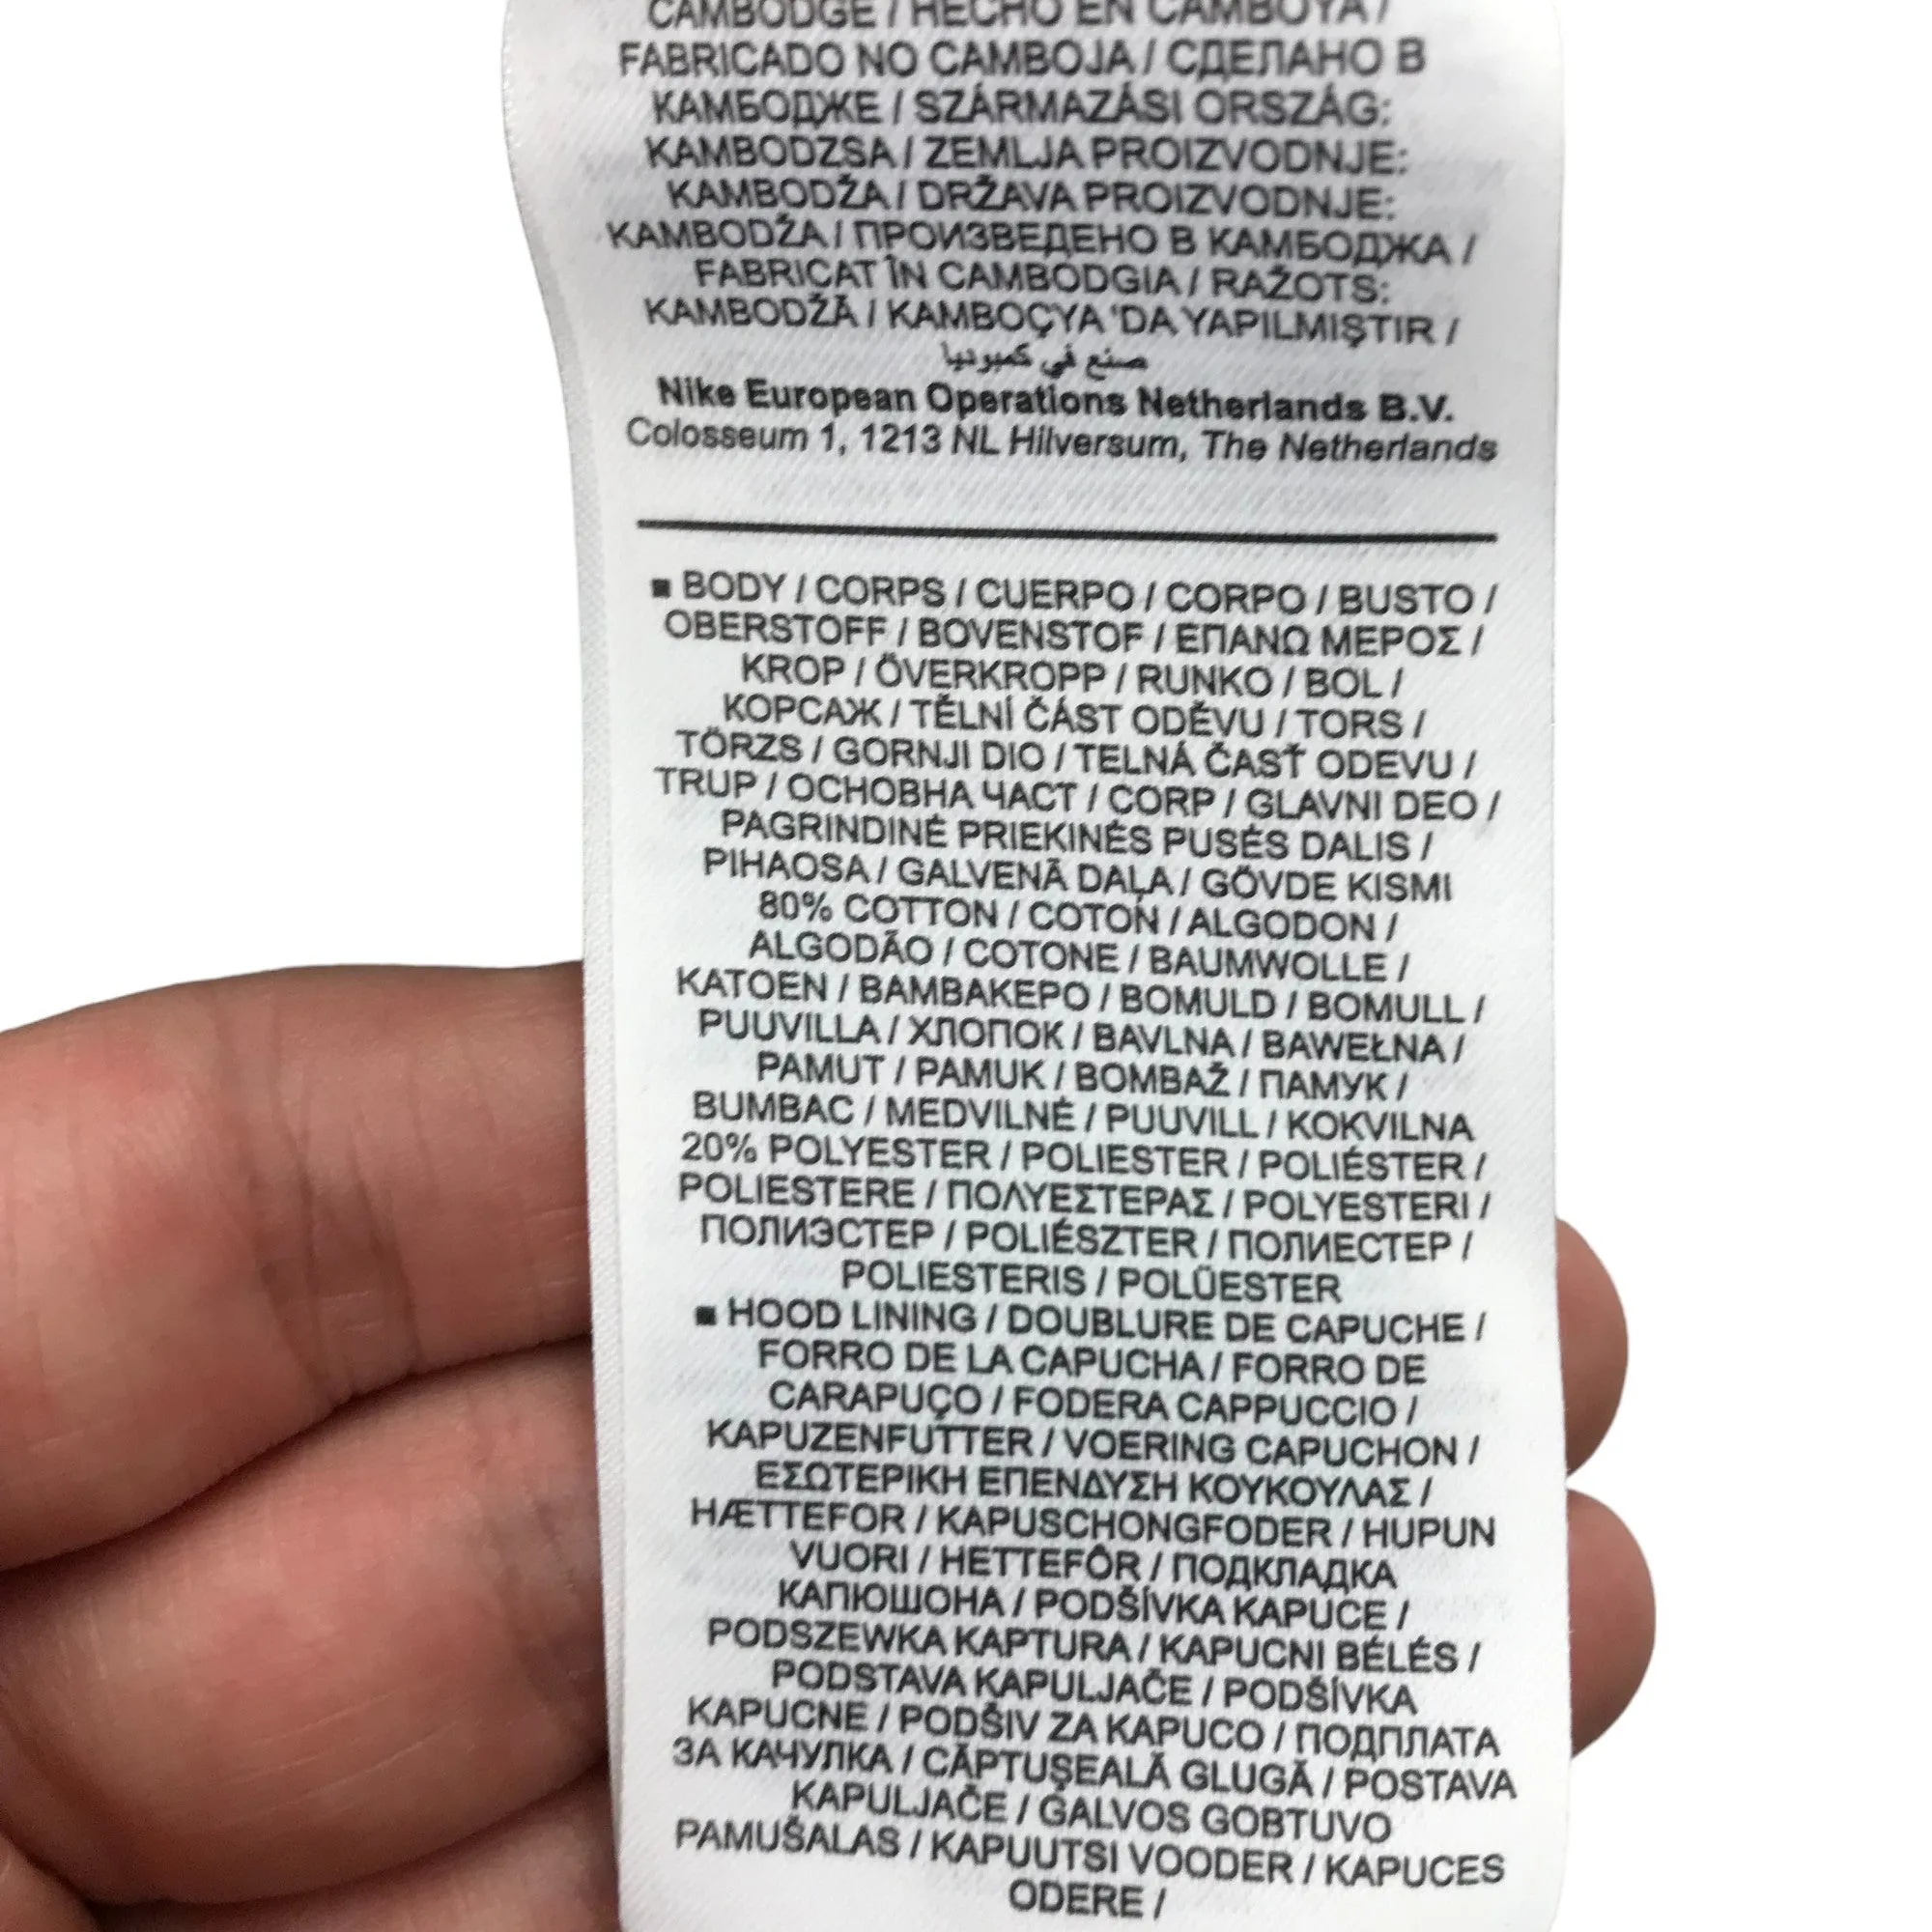 CAMBODGE / HECHO EN CAMBOYA /
FABRICADO NO CAMBOJA / СДЕЛАНО В
КАМБОДЖЕ / SZÁRMAZÁSI ORSZÁG:
KAMBODZSA / ZEMLJA PROIZVODNJE:
KAMBODŽA / DRŽAVA PROIZVODNJE:
KAMBODŽA / ПРОИЗВЕДЕНО В КАМБОДЖА /
FABRICAT ÎN CAMBODGIA / RAŽOTS:
KAMBODŽĀ / KAMBOÇYA 'DA YAPILMIŞTIR /
صنع في كمبوديا
Nike European Operations Netherlands B.V.
Colosseum 1, 1213 NL Hilversum, The Netherlands
■ BODY / CORPS / CUERPO / CORPO / BUSTO /
OBERSTOFF / BOVENSTOF / ΕΠΑΝΩ ΜΕΡΟΣ /
KROP / ÖVERKROPP / RUNKO / BOL /
КОРСАЖ / TĚLNÍ ČÁST ODĚVU / TORS /
TÖRZS / GORNJI DIO / TELNÁ ČASŤ ODEVU /
TRUP / ОСНОВНА ЧАСТ / CORP / GLAVNI DEO /
PAGRINDINĖ PRIEKINĖS PUSĖS DALIS /
PIHAOSA / GALVENĀ DAĻA / GÖVDE KISMI
80% COTTON / COTON / ALGODON /
ALGODÃO / COTONE / BAUMWOLLE /
KATOEN / ΒΑΜΒΑΚΕΡΟ / BOMULD / BOMULL /
PUUVILLA / ХЛОПОК / BAVLNA / BAWEŁNA /
PAMUT / PAMUK / BOMBAŽ / ПАМУК /
BUMBAC / MEDVILNĖ / PUUVILL / KOKVILNA
20% POLYESTER / POLIESTER / POLIÉSTER /
POLIESTERE / ΠΟΛΥΕΣΤΕΡΑΣ / POLYESTERI /
ПОЛИЭСТЕР / POLIÉSZTER / ПОЛИЕСТЕР /
POLIESTERIS / POLÜESTER
■ HOOD LINING / DOUBLURE DE CAPUCHE /
FORRO DE LA CAPUCHA / FORRO DE
CARAPUÇO / FODERA CAPPUCCIO /
KAPUZENFUTTER / VOERING CAPUCHON /
ΕΣΩΤΕΡΙΚΗ ΕΠΕΝΔΥΣΗ ΚΟΥΚΟΥΛΑΣ /
HÆTTEFOR / KAPUSCHONGFODER / HUPUN
VUORI / HETTEFÔR / ПОДКЛАДКА
КАПЮШОНА / PODŠÍVKA KAPUCE /
PODSZEWKA KAPTURA / KAPUCNI BÉLÉS /
PODSTAVA KAPULJAČE / PODŠÍVKA
KAPUCNE / PODŠIV ZA KAPUCO / ПОДПЛАТА
ЗА КАЧУЛКА / CĂPTUŞEALĂ GLUGĂ / POSTAVA
KAPULJAČE / GALVOS GOBTUVO
PAMUŠALAS / KAPUUTSI VOODER / KAPUCES
ODERE /